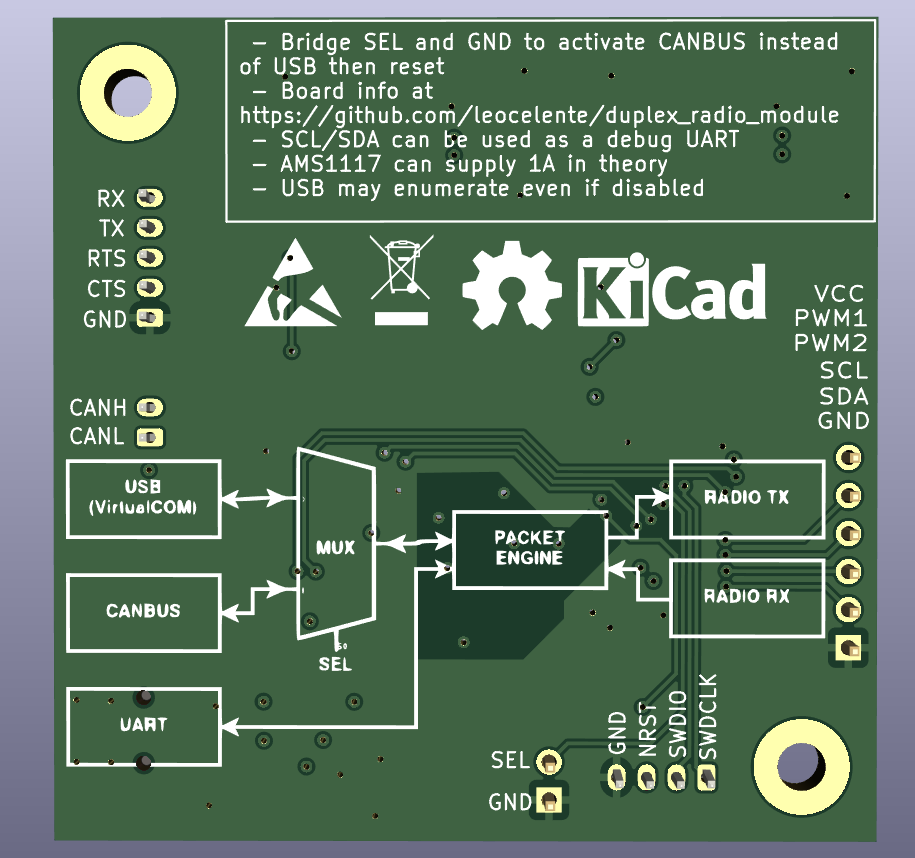 - Bridge SEL and GND to activate CANBUS instead
of USB then reset
- Board info at
https://github.com/leocelente/duplex_radio_module
- SCL/SDA can be used as a debug UART
- AMS1117 can supply 1A in theory
- USB may enumerate even if disabled
RX
TX
RTS
CTS
GND
KiCad
VCC
PWM1
PWM2
SCL
SDA
GND
CANH
CANL
USB
(VirtualCOM)
MUX
PACKET
ENGINE
RADIO TX
CANBUS
RADIO RX
SEL
UART
SEL
GND
GND
NRST
SWDIO
SWDCLK